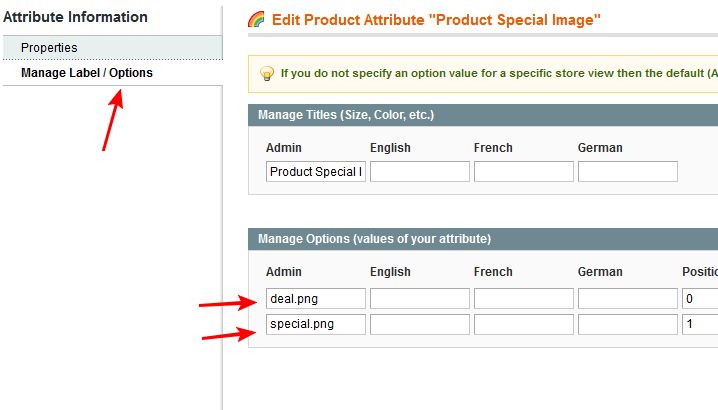 Attribute Information
Properties
Manage Label / Options
Edit Product Attribute "Product Special Image"
If you do not specify an option value for a specific store view then the default (A
Manage Titles (Size, Color, etc.)
Admin English French German
Product Special I
Manage Options (values of your attribute)
Admin English French German Positio
deal.png 0
special.png 1